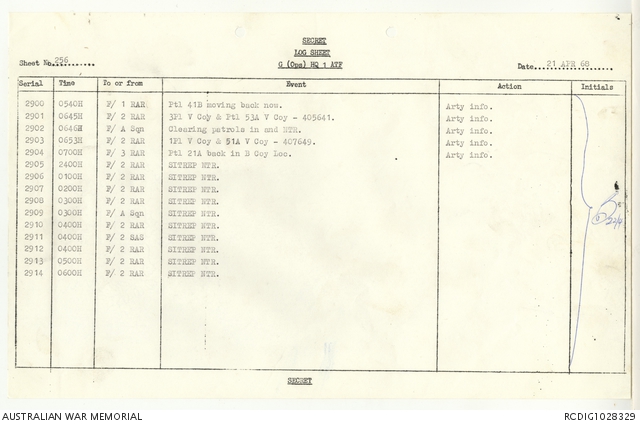 SECRET
LOG SHEET
G (Ops) HQ 1 ATF
Sheet No. 256
Date 21 APR 68
Serial Time To or from Event Action Initials
2900 0540H F/ 1 RAR Ptl 41B moving back now. Arty info.
2901 0645H F/ 2 RAR 3Pl V Coy & Ptl 53A V Coy - 405641. Arty info.
2902 0646H F/ A Sqn Clearing patrols in and NTR. Arty info.
2903 0653H F/ 2 RAR 1Pl V Coy & 51A V Coy - 407649. Arty info.
2904 0700H F/ 3 RAR Ptl 21A back in B Coy Loc. Arty info.
2905 2400H F/ 2 RAR SITREP NTR.
2906 0100H F/ 2 RAR SITREP NTR.
2907 0200H F/ 2 RAR SITREP NTR.
2908 0300H F/ 2 RAR SITREP NTR.
2909 0300H F/ A Sqn SITREP NTR.
2910 0400H F/ 2 RAR SITREP NTR.
2911 0400H F/ 2 SAS SITREP NTR.
2912 0400H F/ 2 RAR SITREP NTR.
2913 0500H F/ 2 RAR SITREP NTR.
2914 0600H F/ 2 RAR SITREP NTR.
22/4
SECRET
AUSTRALIAN WAR MEMORIAL
RCDIG1028329